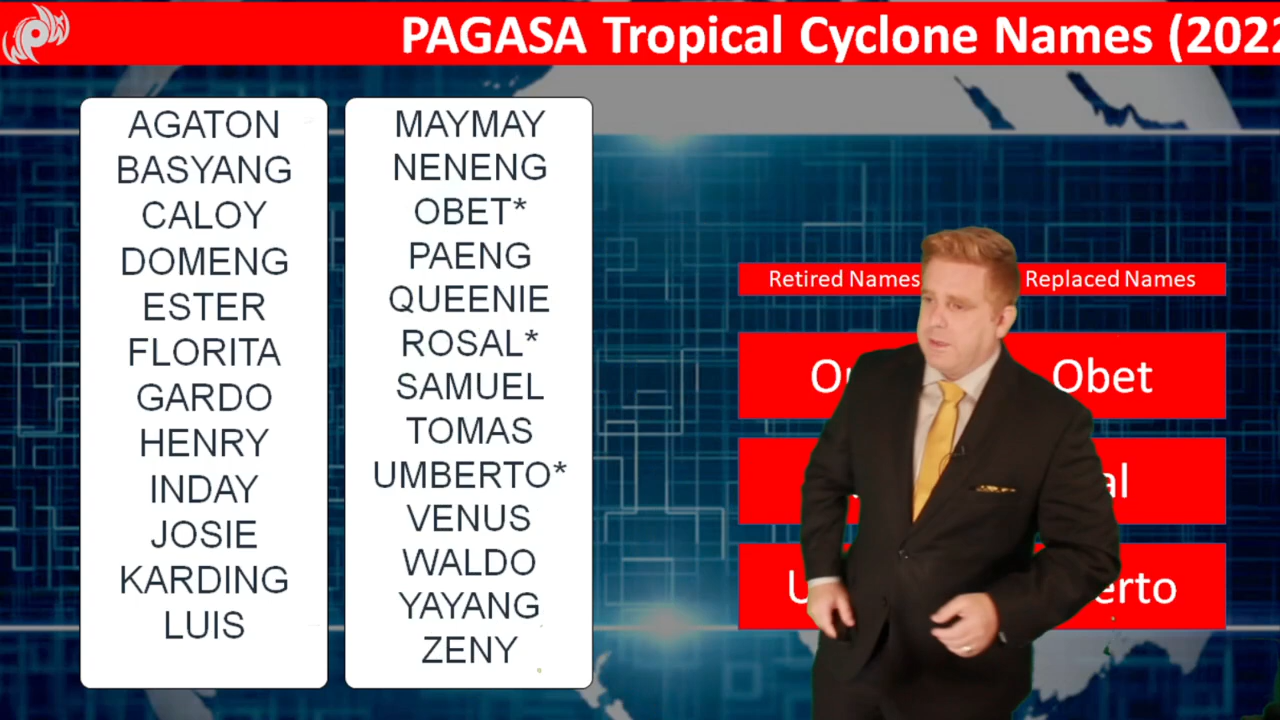 PAGASA Tropical Cyclone Names (202
AGATON
BASYANG
CALOY
DOMENG
ESTER
FLORITA
GARDO
HENRY
INDAY
JOSIE
KARDING
LUIS
MAYMAY
NENENG
OBET*
PAENG
QUEENIE
ROSAL*
SAMUEL
TOMAS
UMBERTO*
VENUS
WALDO
YAYANG
ZENY
Retired Names
Replaced Names
Obet